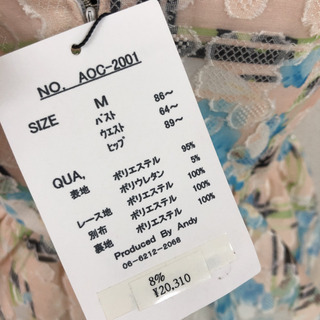 NO. AOC-2001
SIZE M
バスト 86～
ウエスト 64～
ヒップ 89～
QUA,
表地 ポリエステル 95%
ポリウレタン 5%
レース地 ポリエステル 100%
別布 ポリエステル 100%
裏地 ポリエステル 100%
Produced By Andy
06-6212-2068
8%
¥20,310